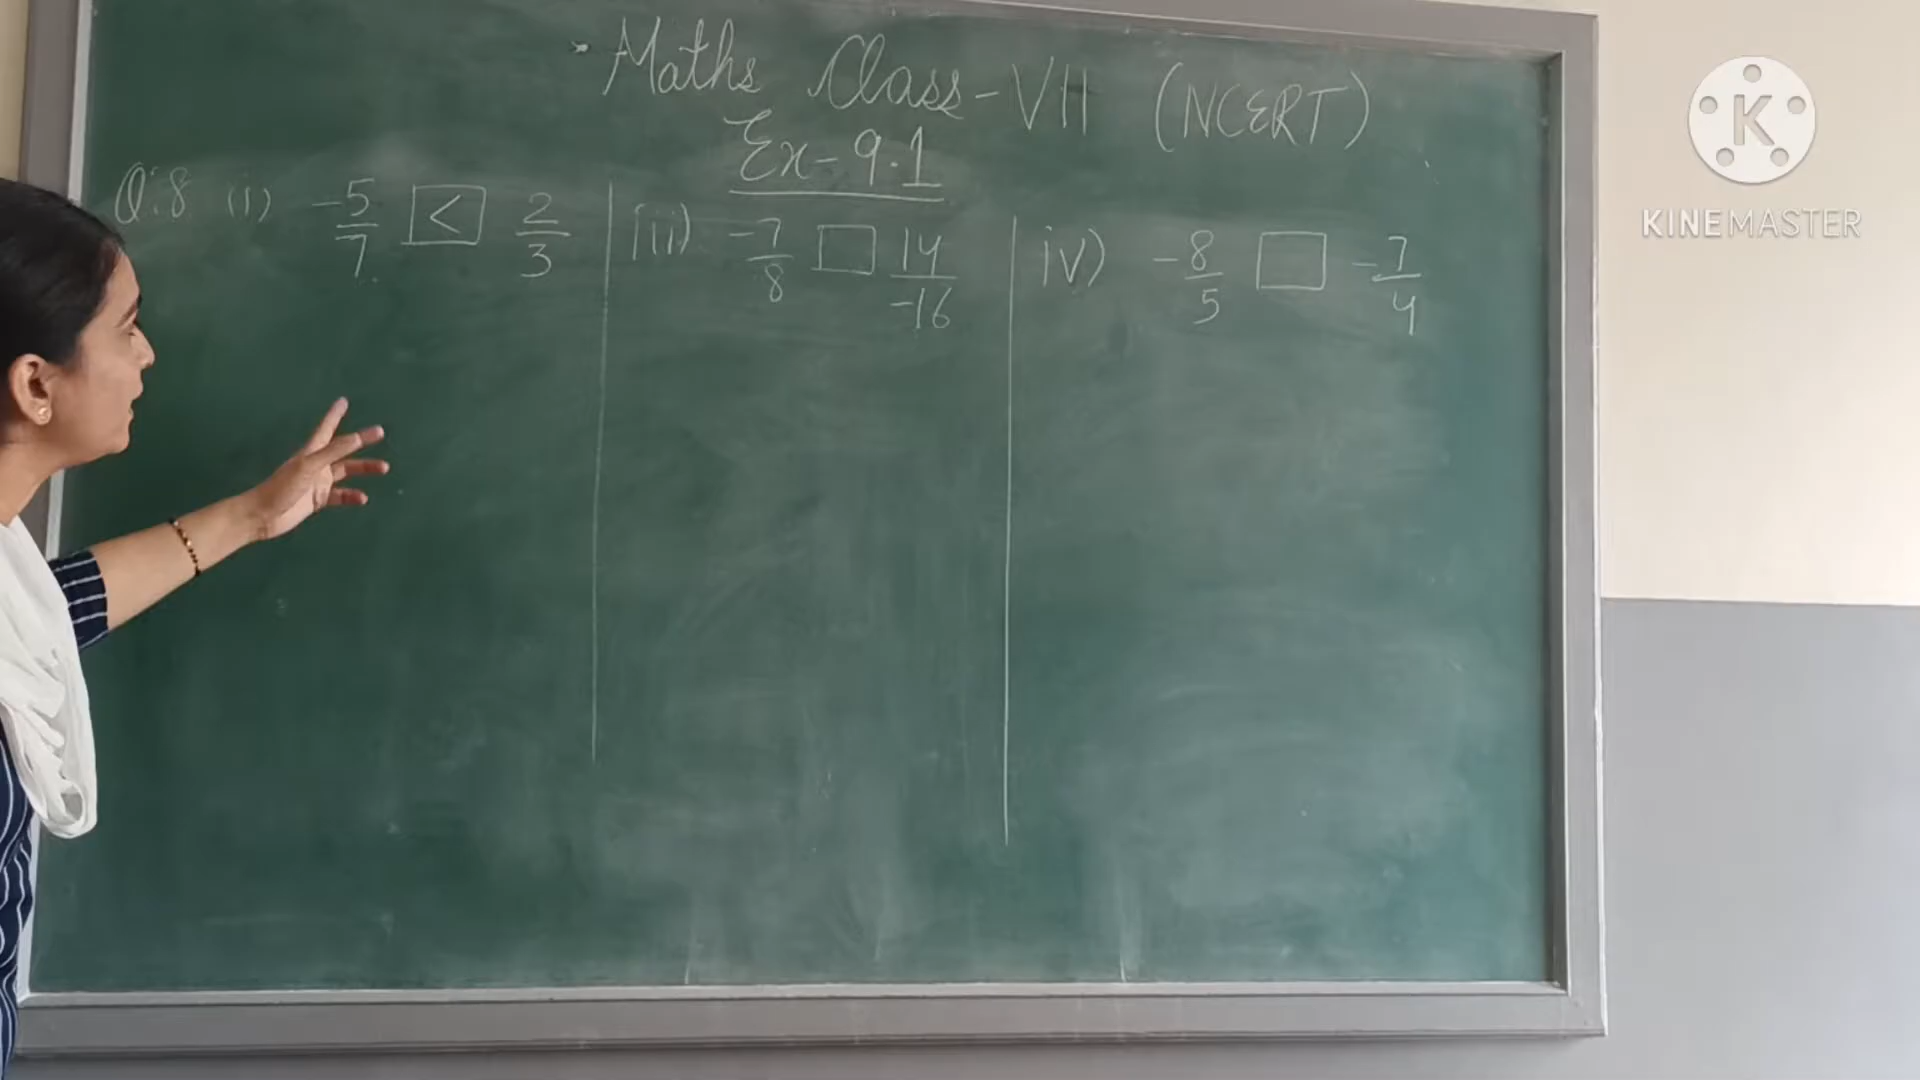 Maths Class-VII (NCERT)
Ex-9.1
Q.8 (i) -5/7 < 2/3
(iii) -7/8 □ 14/-16
iv) -8/5 □ -7/4
K
KINEMASTER